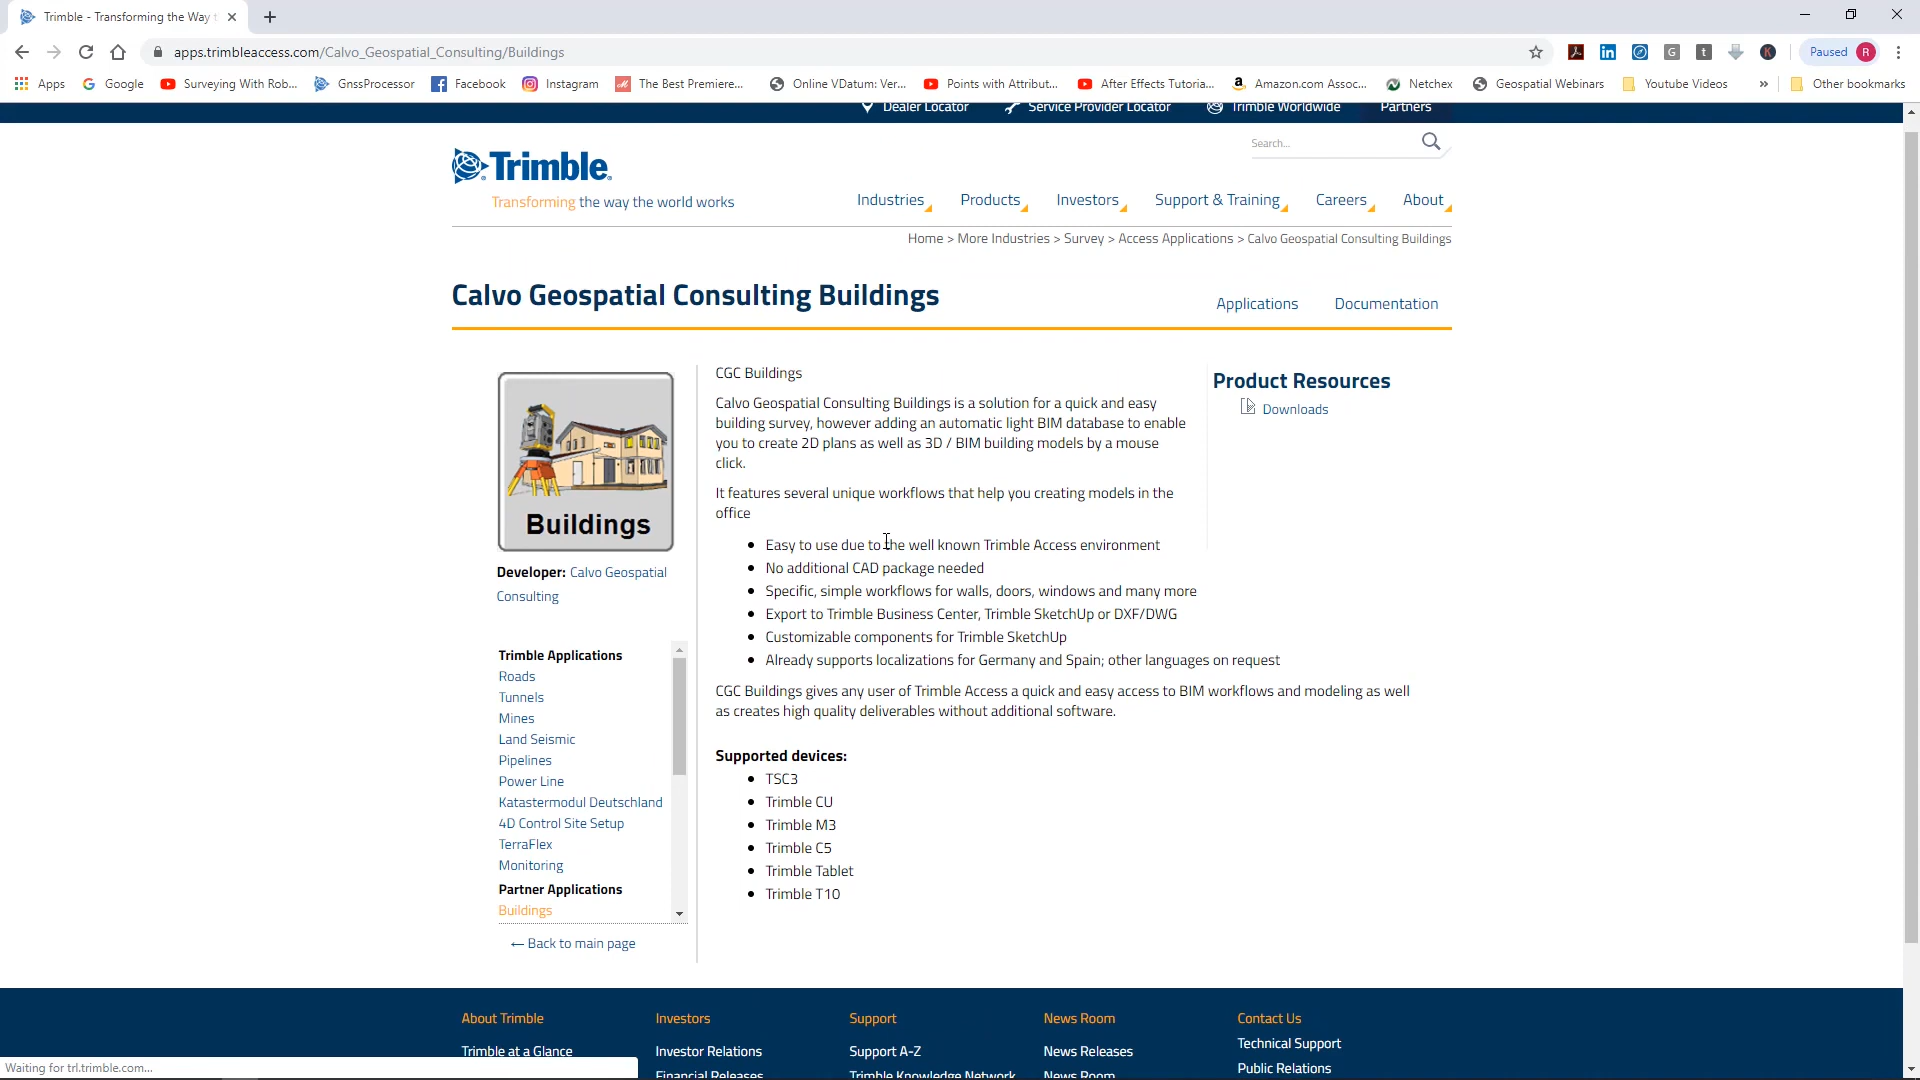 Trimble - Transforming the Way t
apps.trimbleaccess.com/Calvo_Geospatial_Consulting/Buildings
Paused R
Apps Google Surveying With Rob... GnssProcessor Facebook Instagram The Best Premiere... Online VDatum: Ver... Points with Attribut... After Effects Tutoria... Amazon.com Assoc... Netchex Geospatial Webinars Youtube Videos » Other bookmarks
Dealer Locator Service Provider Locator Trimble Worldwide Partners
Search...
Trimble
Transforming the way the world works
Industries Products Investors Support & Training Careers About
Home > More Industries > Survey > Access Applications > Calvo Geospatial Consulting Buildings
Calvo Geospatial Consulting Buildings
Applications Documentation
Buildings
Developer: Calvo Geospatial
Consulting
Trimble Applications
Roads
Tunnels
Mines
Land Seismic
Pipelines
Power Line
Katastermodul Deutschland
4D Control Site Setup
TerraFlex
Monitoring
Partner Applications
Buildings
← Back to main page
CGC Buildings
Calvo Geospatial Consulting Buildings is a solution for a quick and easy
building survey, however adding an automatic light BIM database to enable
you to create 2D plans as well as 3D / BIM building models by a mouse
click.
It features several unique workflows that help you creating models in the
office
• Easy to use due to the well known Trimble Access environment
• No additional CAD package needed
• Specific, simple workflows for walls, doors, windows and many more
• Export to Trimble Business Center, Trimble SketchUp or DXF/DWG
• Customizable components for Trimble SketchUp
• Already supports localizations for Germany and Spain; other languages on request
CGC Buildings gives any user of Trimble Access a quick and easy access to BIM workflows and modeling as well
as creates high quality deliverables without additional software.
Supported devices:
• TSC3
• Trimble CU
• Trimble M3
• Trimble C5
• Trimble Tablet
• Trimble T10
Product Resources
Downloads
About Trimble
Trimble at a Glance
Investors
Investor Relations
Financial Releases
Support
Support A-Z
Trimble Knowledge Network
News Room
News Releases
News Room
Contact Us
Technical Support
Public Relations
Waiting for trl.trimble.com...